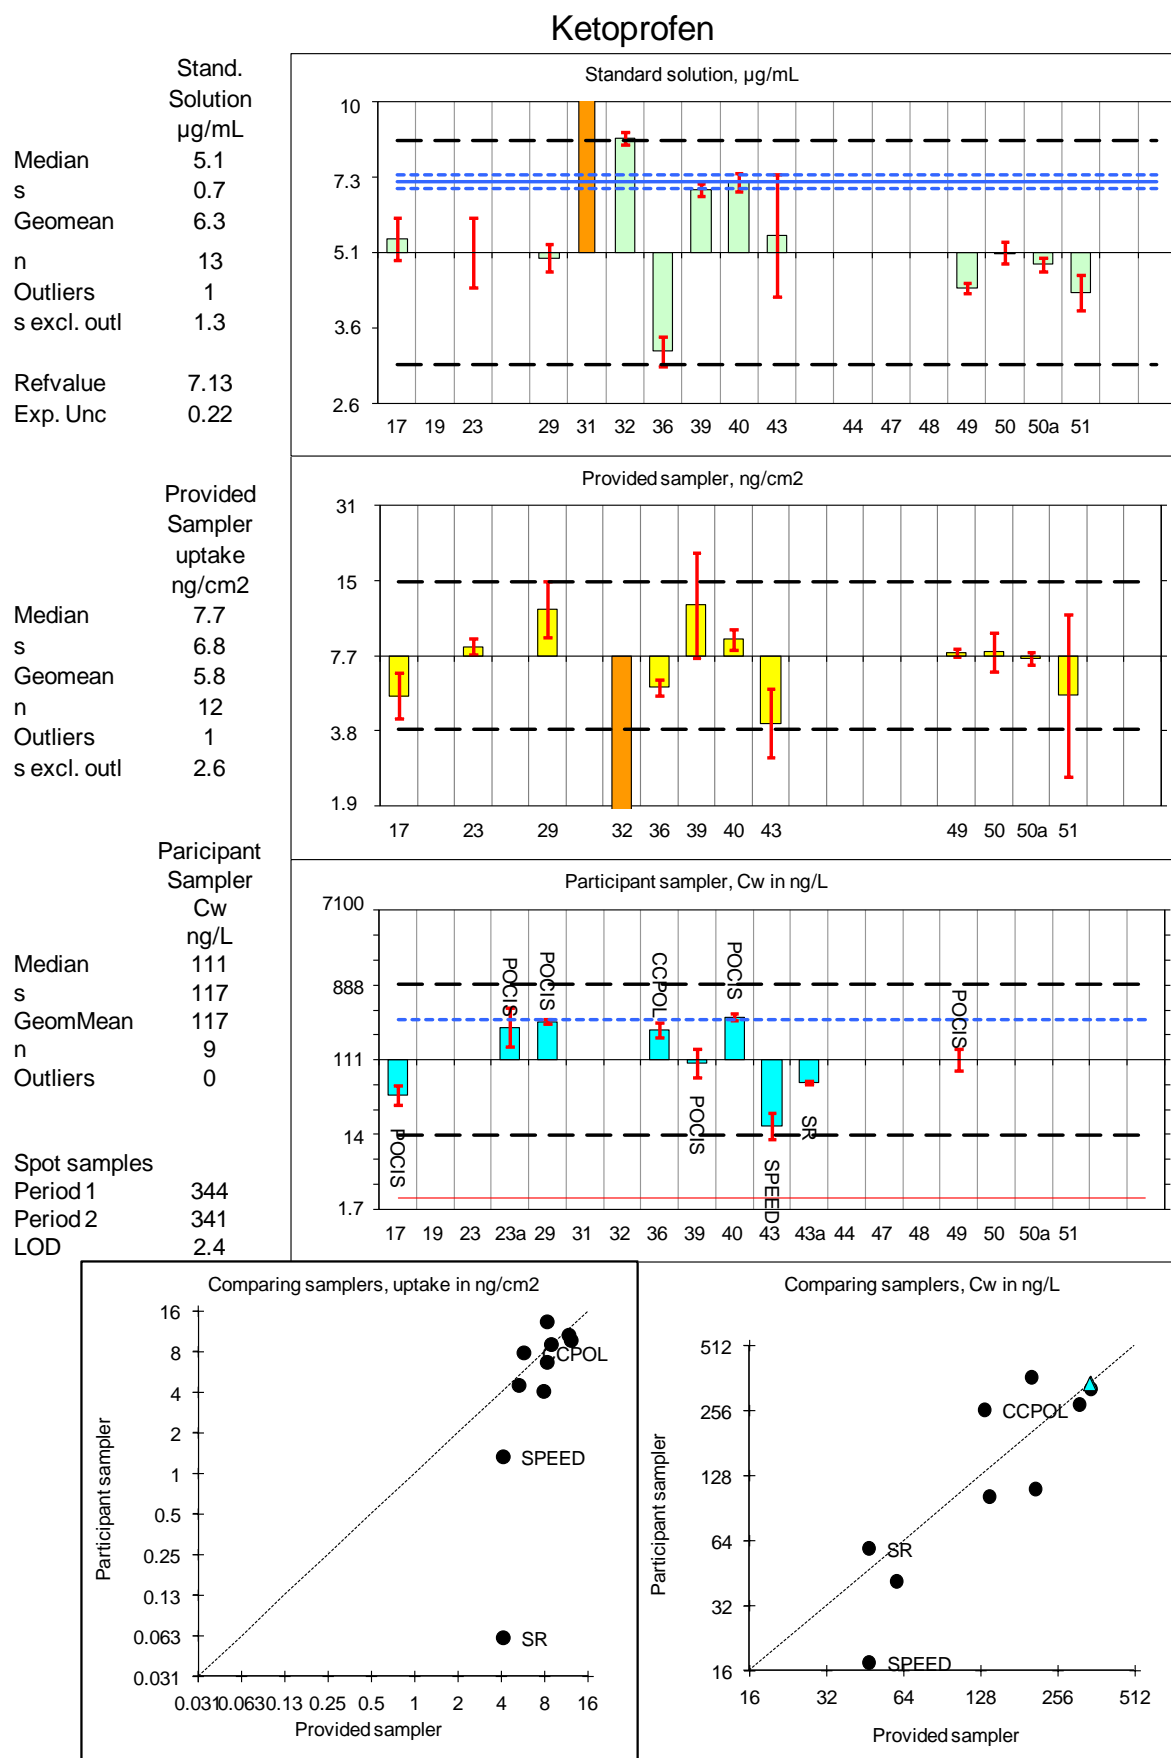 Ketoprofen
Stand.
Solution
µg/mL
Median 5.1
s 0.7
Geomean 6.3
n 13
Outliers 1
s excl. outl 1.3
Refvalue 7.13
Exp. Unc 0.22
Standard solution, µg/mL
10
7.3
5.1
3.6
2.6
17 19 23 29 31 32 36 39 40 43 44 47 48 49 50 50a 51
Provided
Sampler
uptake
ng/cm2
Median 7.7
s 6.8
Geomean 5.8
n 12
Outliers 1
s excl. outl 2.6
Provided sampler, ng/cm2
31
15
7.7
3.8
1.9
17 23 29 32 36 39 40 43 49 50 50a 51
Paricipant
Sampler
Cw
ng/L
Median 111
s 117
GeomMean 117
n 9
Outliers 0
Spot samples
Period 1 344
Period 2 341
LOD 2.4
Participant sampler, Cw in ng/L
7100
888
111
14
1.7
POCIS
POCIS
POCIS
CCPOL
POCIS
POCIS
SPEED
SR
POCIS
17 19 23 23a 29 31 32 36 39 40 43 43a 44 47 48 49 50 50a 51
Comparing samplers, uptake in ng/cm2
Participant sampler
16
8
4
2
1
0.5
0.25
0.13
0.063
0.031
CCPOL
SPEED
SR
0.031 0.063 0.13 0.25 0.5 1 2 4 8 16
Provided sampler
Comparing samplers, Cw in ng/L
Participant sampler
512
256
128
64
32
16
CCPOL
SR
SPEED
16 32 64 128 256 512
Provided sampler